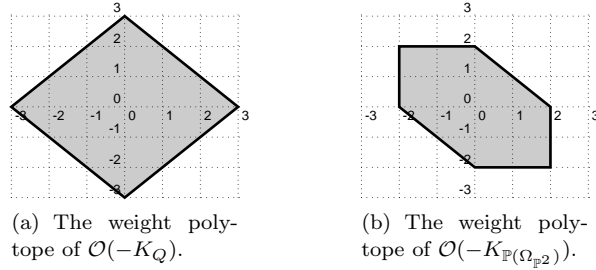 3
2
1
0
-3 -2 -1 0 1 2 3
-1
-2
-3
(a) The weight poly-
tope of O(−K_Q).
3
2
1
0
-3 -2 -1 0 1 2 3
-1
-2
-3
(b) The weight poly-
tope of O(−K_{ℙ(Ω_{ℙ²})}).